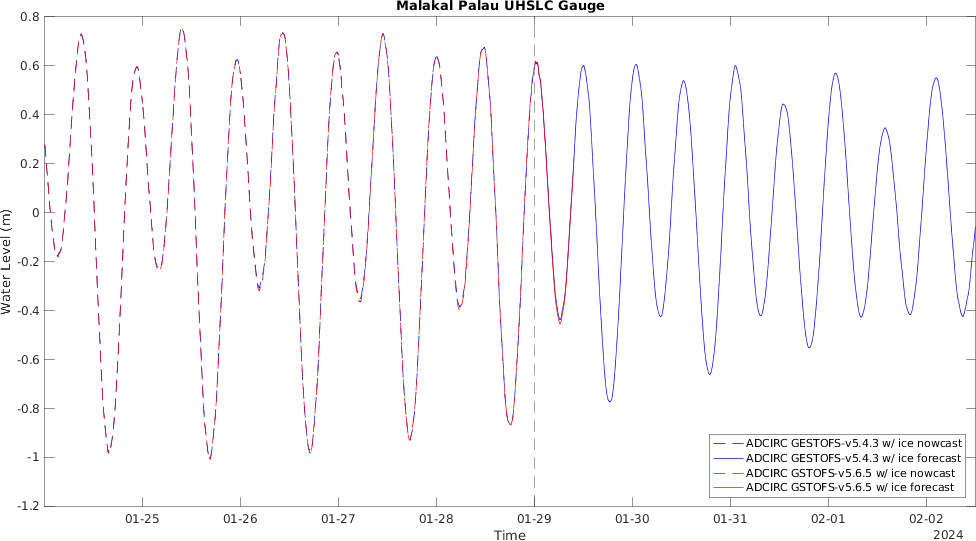 Malakal Palau UHSLC Gauge
0.8
0.6
0.4
0.2
0
-0.2
-0.4
-0.6
-0.8
-1
-1.2
Water Level (m)
ADCIRC GESTOFS-v5.4.3 w/ ice nowcast
ADCIRC GESTOFS-v5.4.3 w/ ice forecast
ADCIRC GSTOFS-v5.6.5 w/ ice nowcast
ADCIRC GSTOFS-v5.6.5 w/ ice forecast
01-25 01-26 01-27 01-28 01-29 01-30 01-31 02-01 02-02
Time
2024